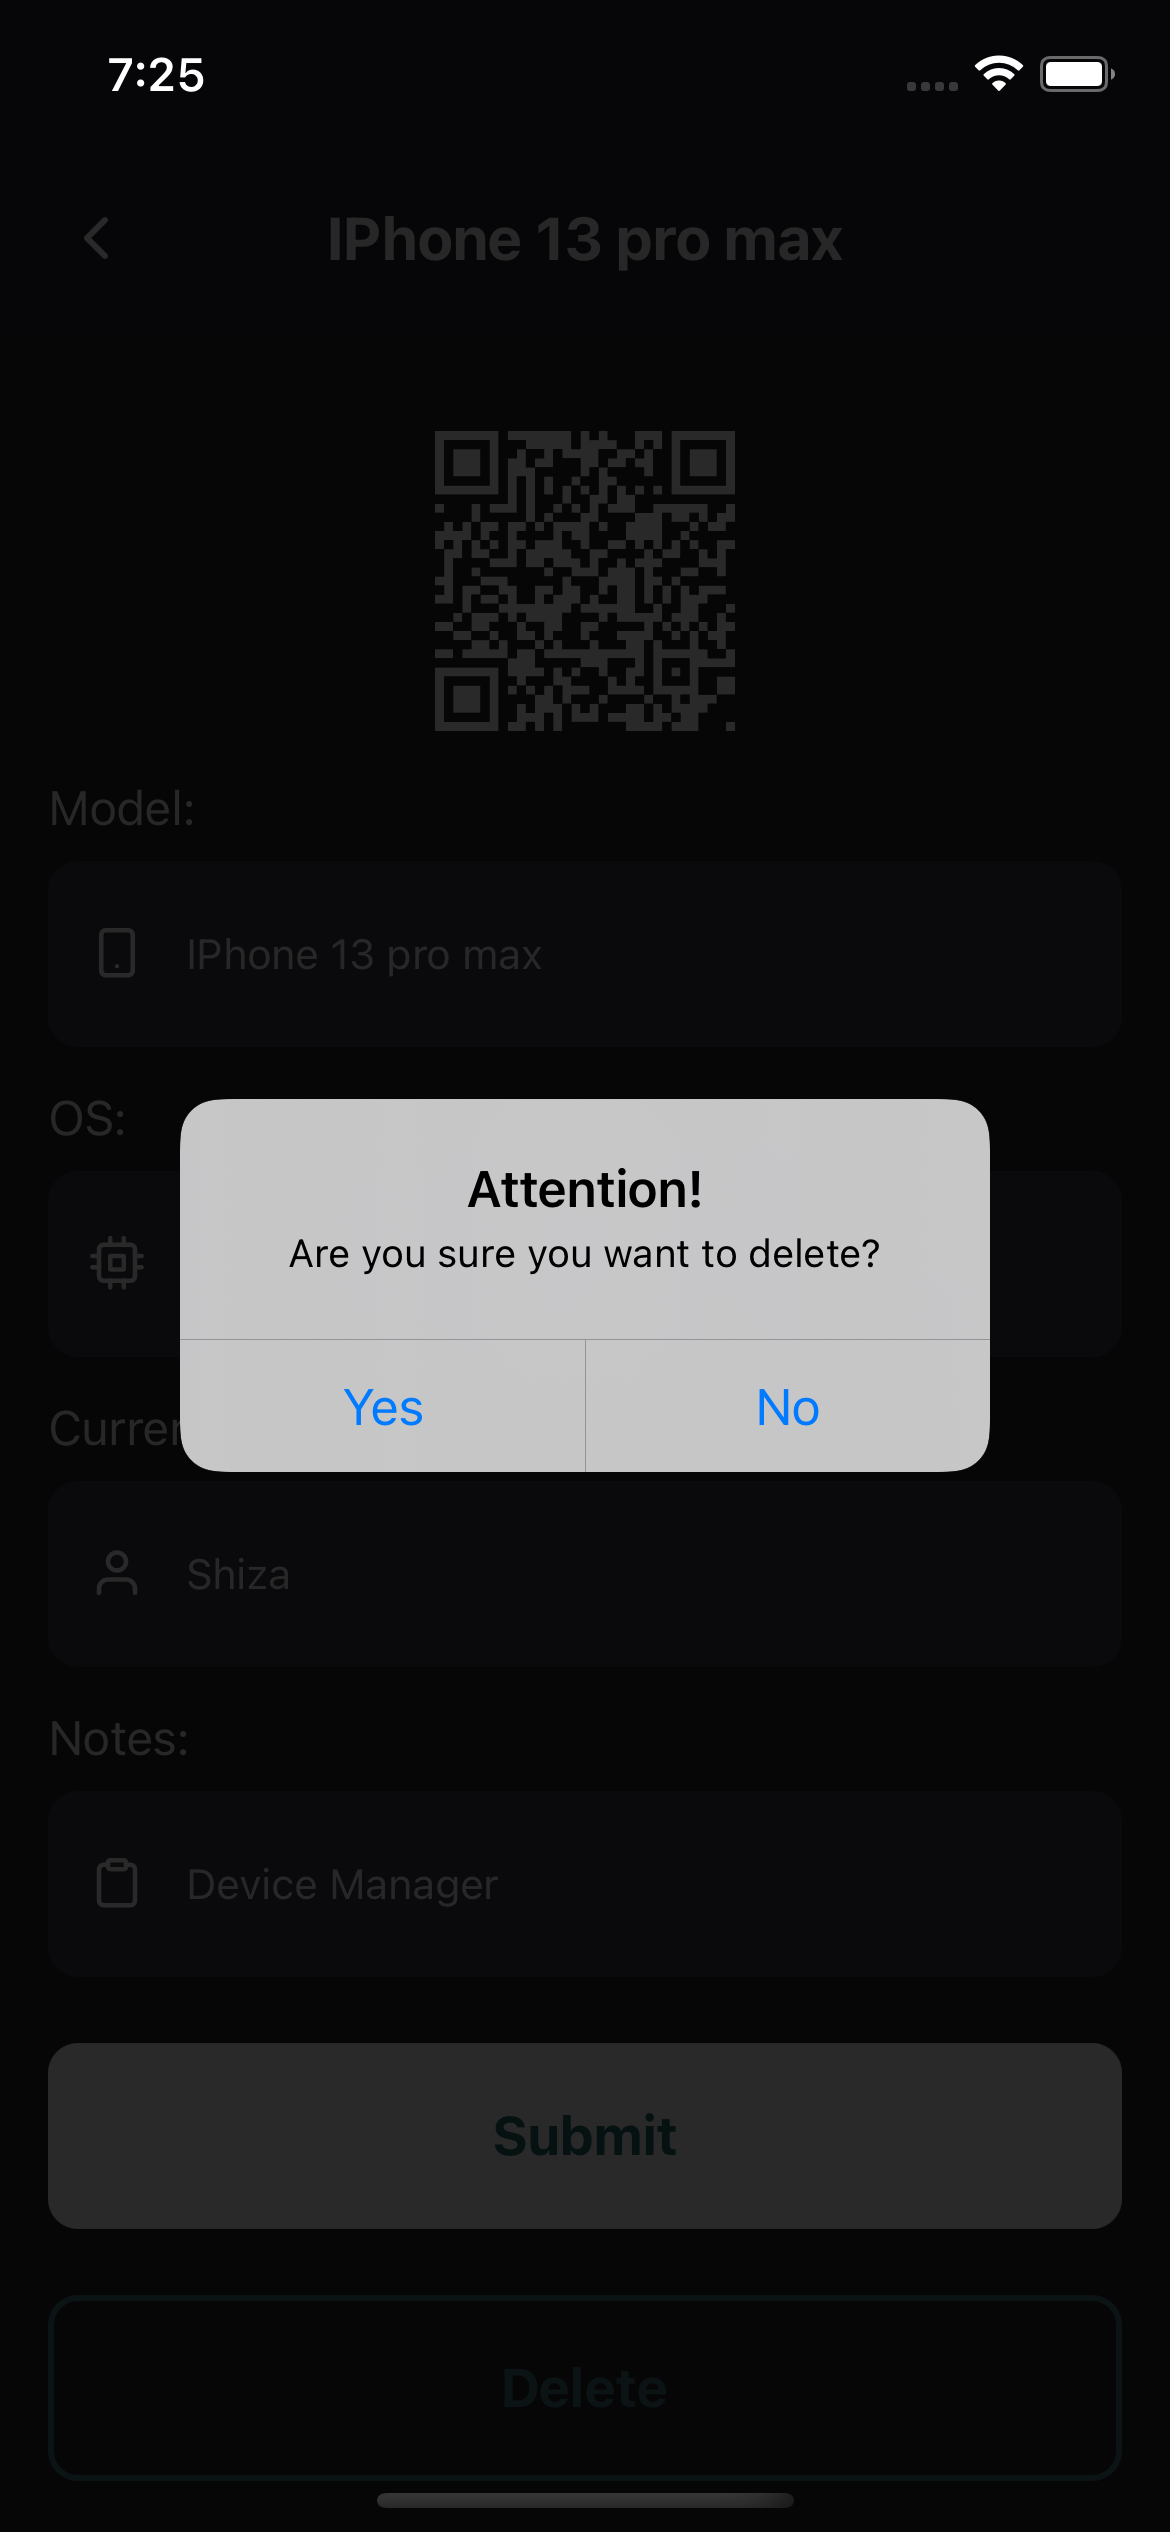 7:25
IPhone 13 pro max
Model:
IPhone 13 pro max
OS:
Attention!
Are you sure you want to delete?
Yes
No
Shiza
Notes:
Device Manager
Submit
Delete